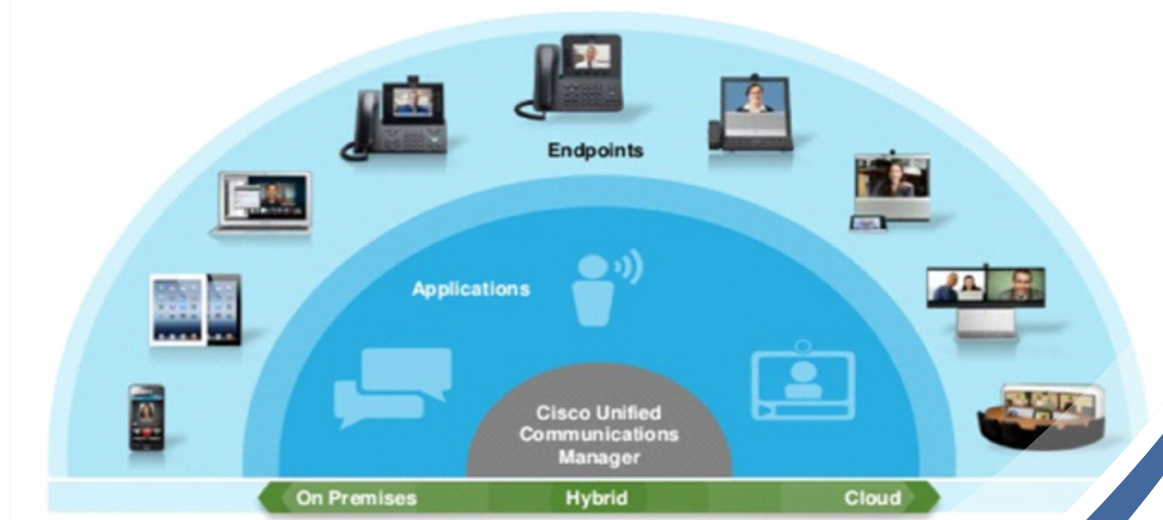 Endpoints
Applications
Cisco Unified
Communications
Manager
On Premises Hybrid Cloud